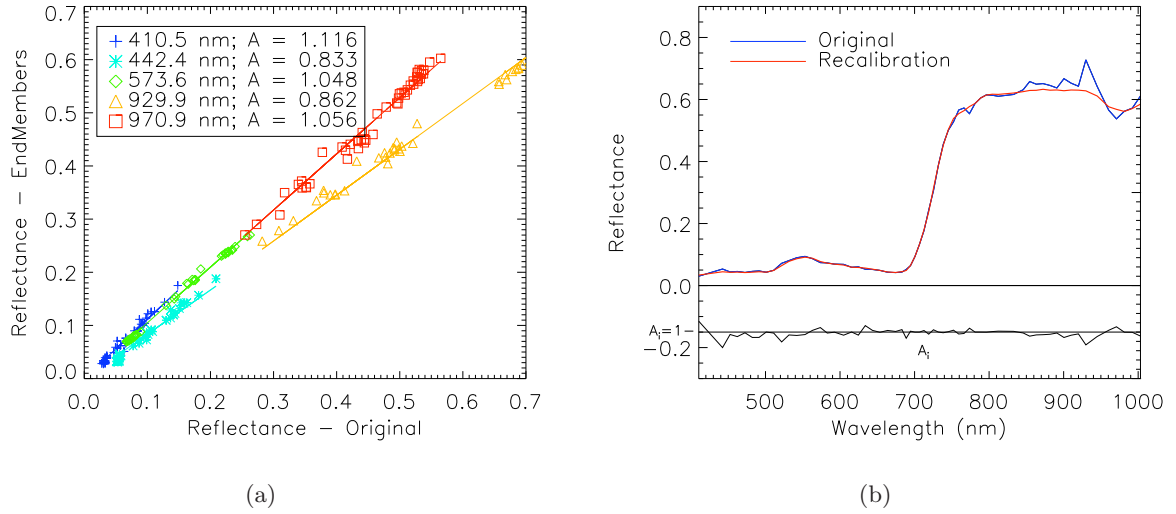 0.7
0.6
0.5
0.4
0.3
0.2
0.1
0.0
Reflectance – EndMembers
410.5 nm; A = 1.116
442.4 nm; A = 0.833
573.6 nm; A = 1.048
929.9 nm; A = 0.862
970.9 nm; A = 1.056
0.0 0.1 0.2 0.3 0.4 0.5 0.6 0.7
Reflectance – Original
(a)
0.8
0.6
0.4
0.2
0.0
−0.2
Reflectance
Original
Recalibration
Aᵢ=1
Aᵢ
500 600 700 800 900 1000
Wavelength (nm)
(b)